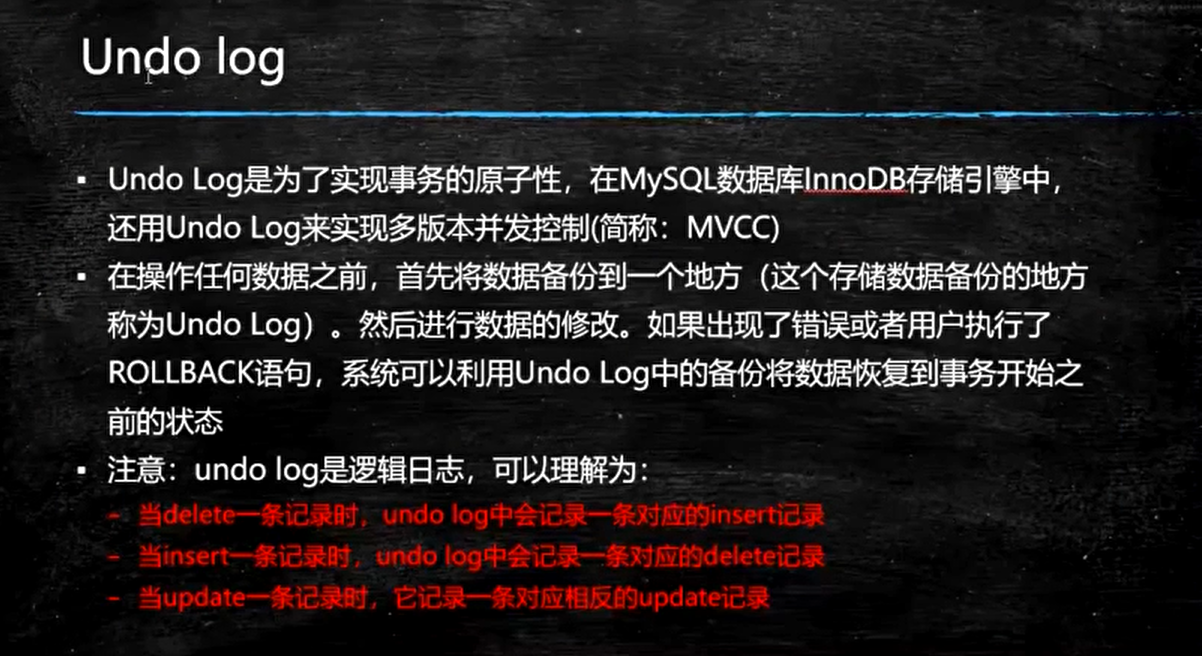 Undo log
▪ Undo Log是为了实现事务的原子性，在MySQL数据库InnoDB存储引擎中，
还用Undo Log来实现多版本并发控制(简称：MVCC)
▪ 在操作任何数据之前，首先将数据备份到一个地方（这个存储数据备份的地方
称为Undo Log）。然后进行数据的修改。如果出现了错误或者用户执行了
ROLLBACK语句，系统可以利用Undo Log中的备份将数据恢复到事务开始之
前的状态
▪ 注意：undo log是逻辑日志，可以理解为：
– 当delete一条记录时，undo log中会记录一条对应的insert记录
– 当insert一条记录时，undo log中会记录一条对应的delete记录
– 当update一条记录时，它记录一条对应相反的update记录